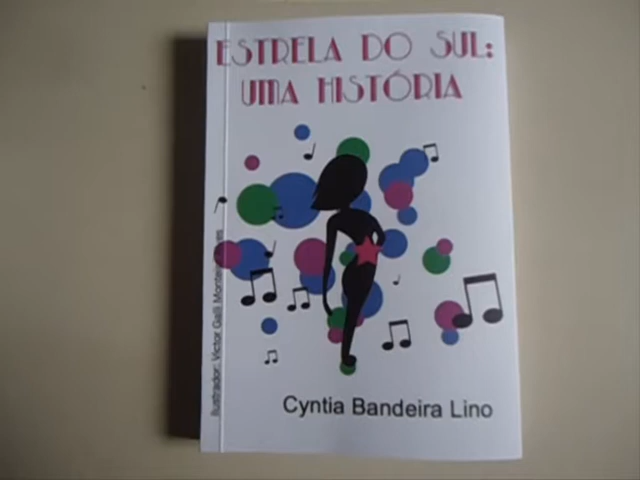 ESTRELA DO SUL:
UMA HISTÓRIA
Ilustrador: Victor Galli
Cyntia Bandeira Lino